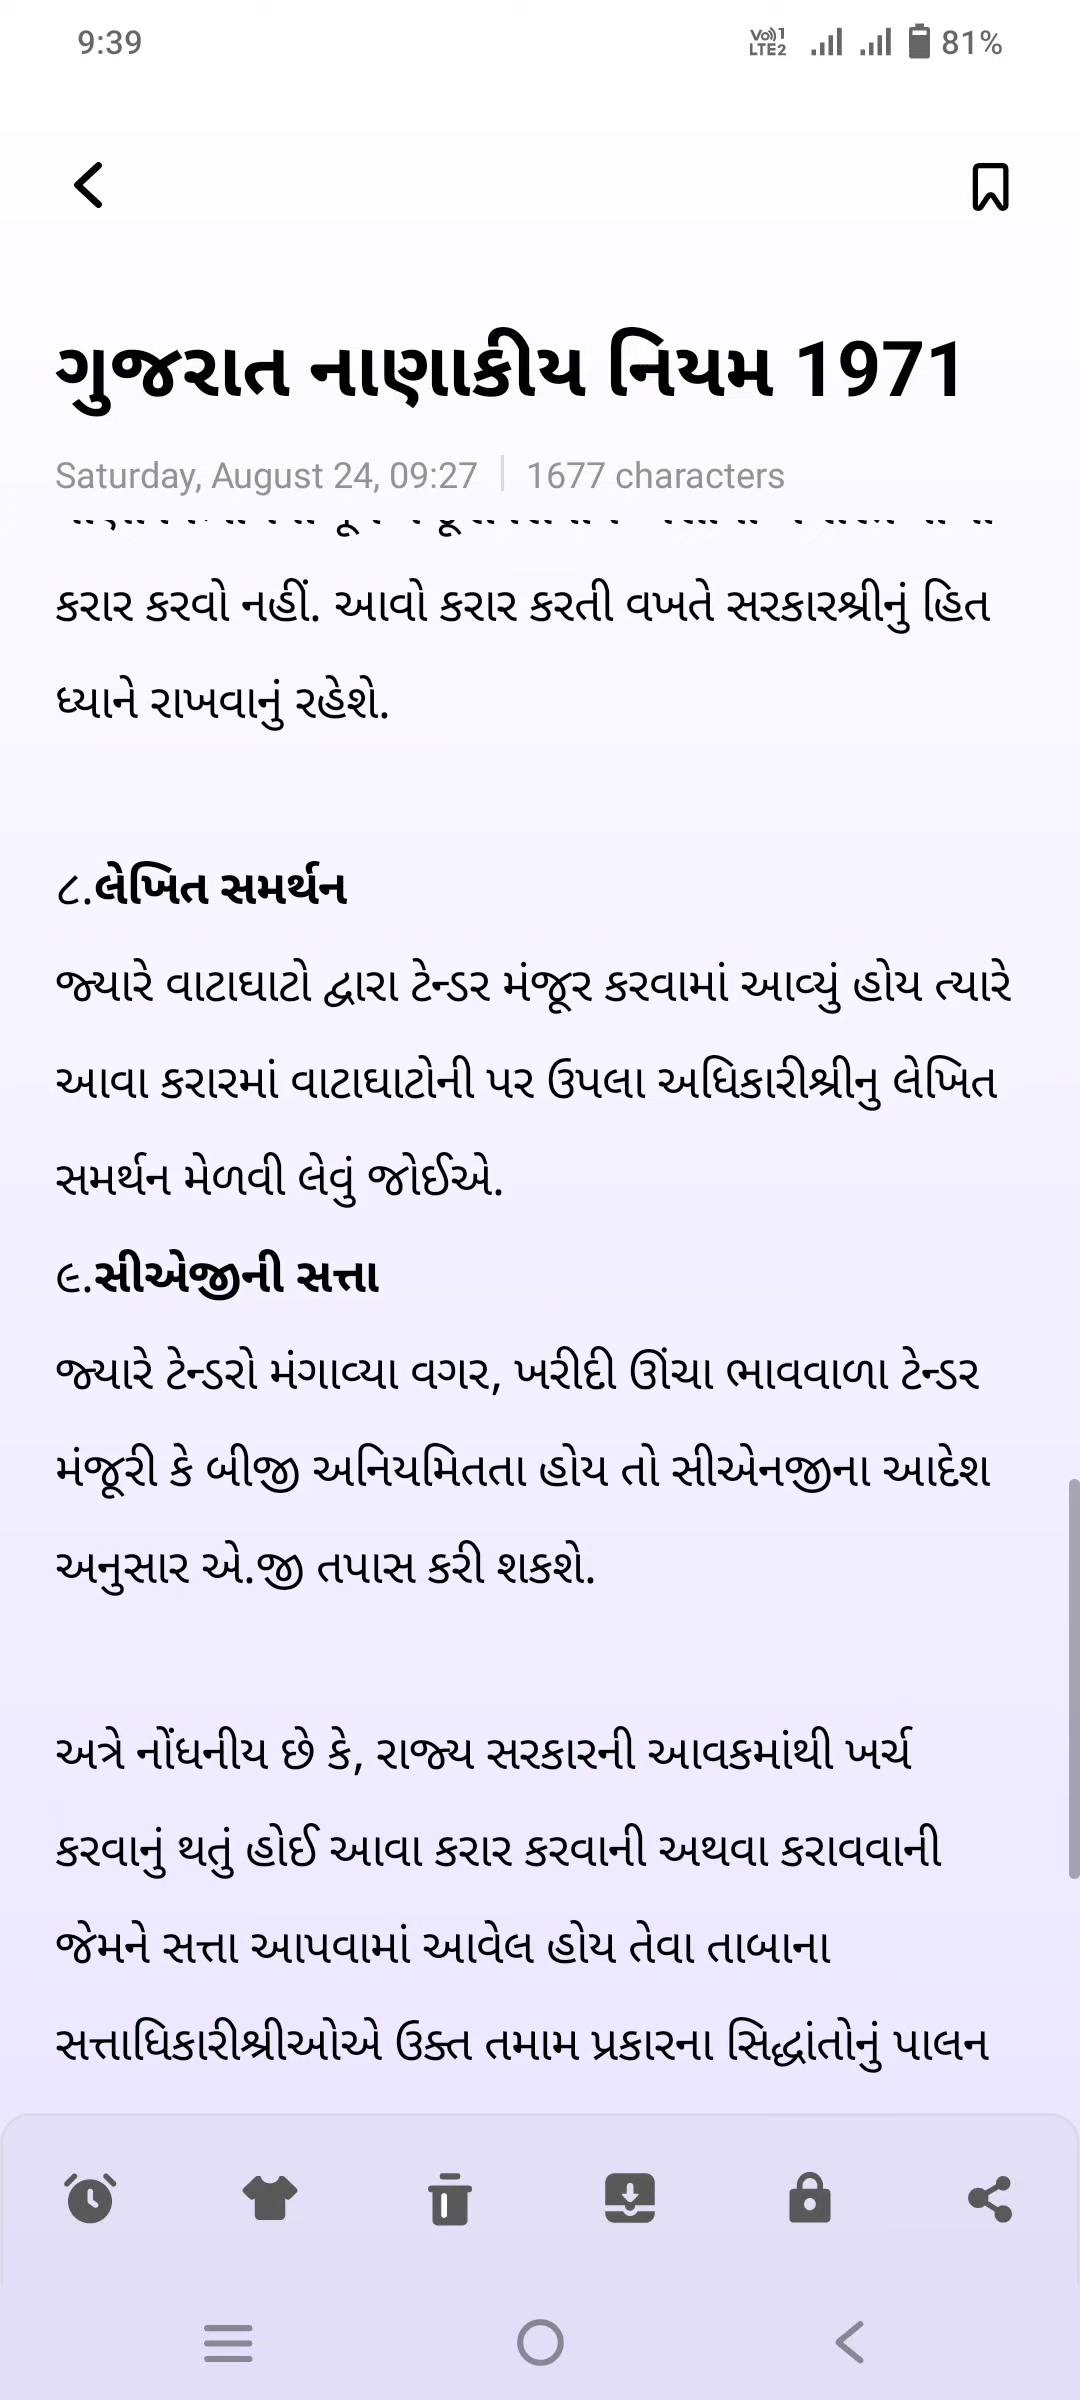 9:39
Vo)) 1
LTE2
81%
ગુજરાત નાણાકીય નિયમ 1971
Saturday, August 24, 09:27 | 1677 characters
કરાર કરવો નહીં. આવો કરાર કરતી વખતે સરકારશ્રીનું હિત
ધ્યાને રાખવાનું રહેશે.
૮.લેખિત સમર્થન
જ્યારે વાટાઘાટો દ્વારા ટેન્ડર મંજૂર કરવામાં આવ્યું હોય ત્યારે
આવા કરારમાં વાટાઘાટોની પર ઉપલા અધિકારીશ્રીનુ લેખિત
સમર્થન મેળવી લેવું જોઈએ.
૯.સીએજીની સત્તા
જ્યારે ટેન્ડરો મંગાવ્યા વગર, ખરીદી ઊંચા ભાવવાળા ટેન્ડર
મંજૂરી કે બીજી અનિયમિતતા હોય તો સીએનજીના આદેશ
અનુસાર એ.જી તપાસ કરી શકશે.
અત્રે નોંધનીય છે કે, રાજ્ય સરકારની આવકમાંથી ખર્ચ
કરવાનું થતું હોઈ આવા કરાર કરવાની અથવા કરાવવાની
જેમને સત્તા આપવામાં આવેલ હોય તેવા તાબાના
સત્તાધિકારીશ્રીઓએ ઉક્ત તમામ પ્રકારના સિદ્ધાંતોનું પાલન